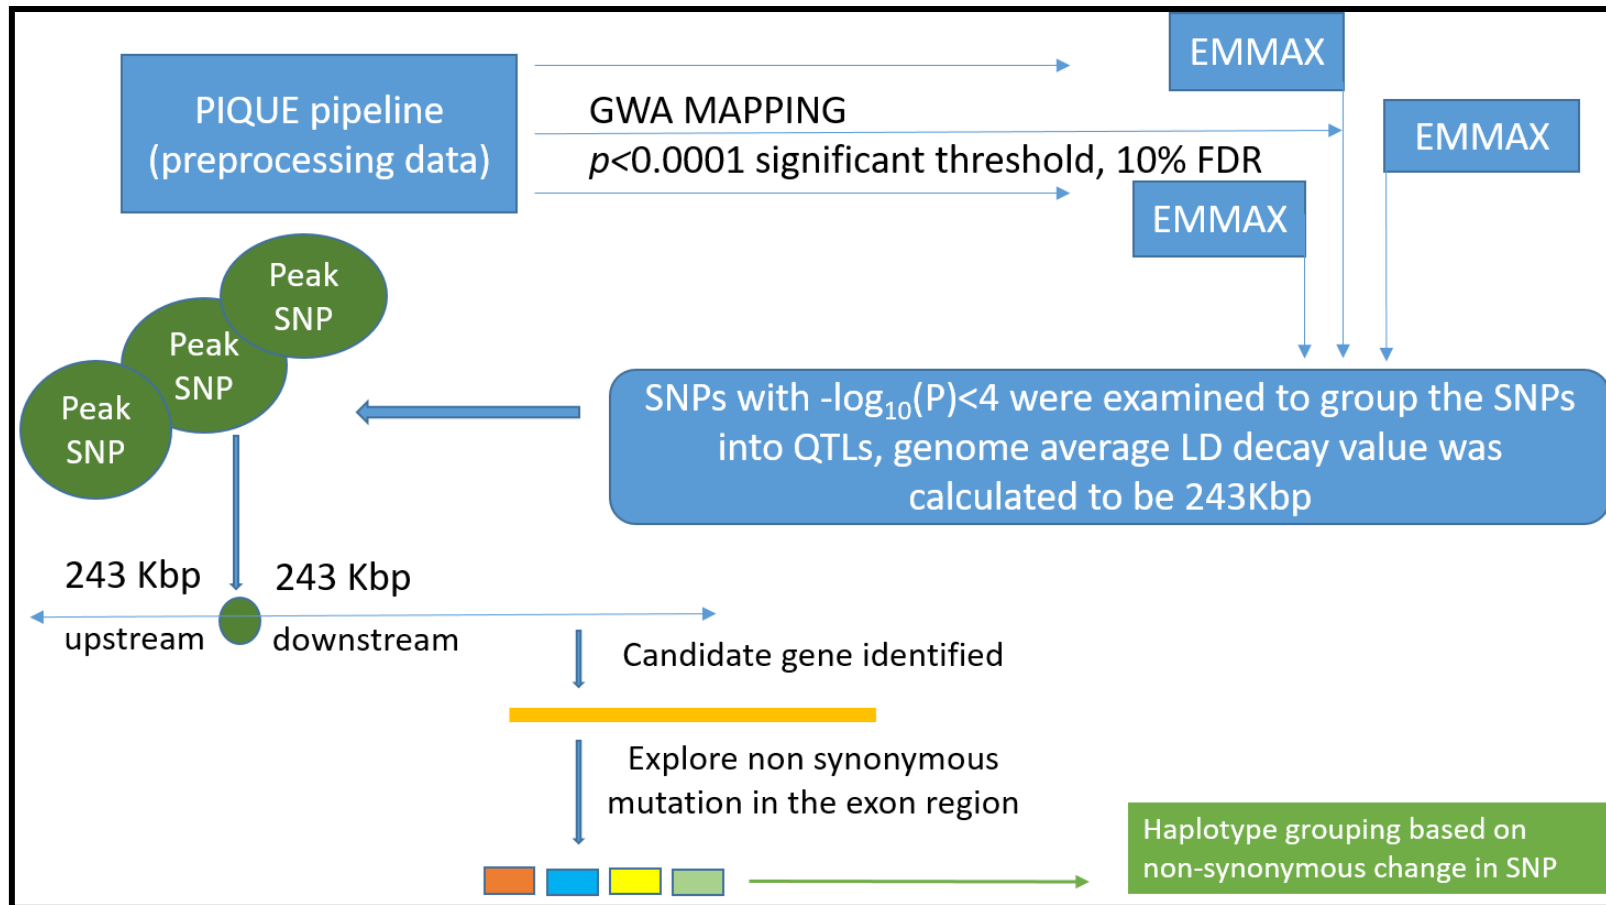 PIQUE pipeline
(preprocessing data)
GWA MAPPING
p<0.0001 significant threshold, 10% FDR
EMMAX
EMMAX
EMMAX
Peak
SNP
Peak
SNP
Peak
SNP
SNPs with -log₁₀(P)<4 were examined to group the SNPs
into QTLs, genome average LD decay value was
calculated to be 243Kbp
243 Kbp
upstream
243 Kbp
downstream
Candidate gene identified
Explore non synonymous
mutation in the exon region
Haplotype grouping based on
non-synonymous change in SNP